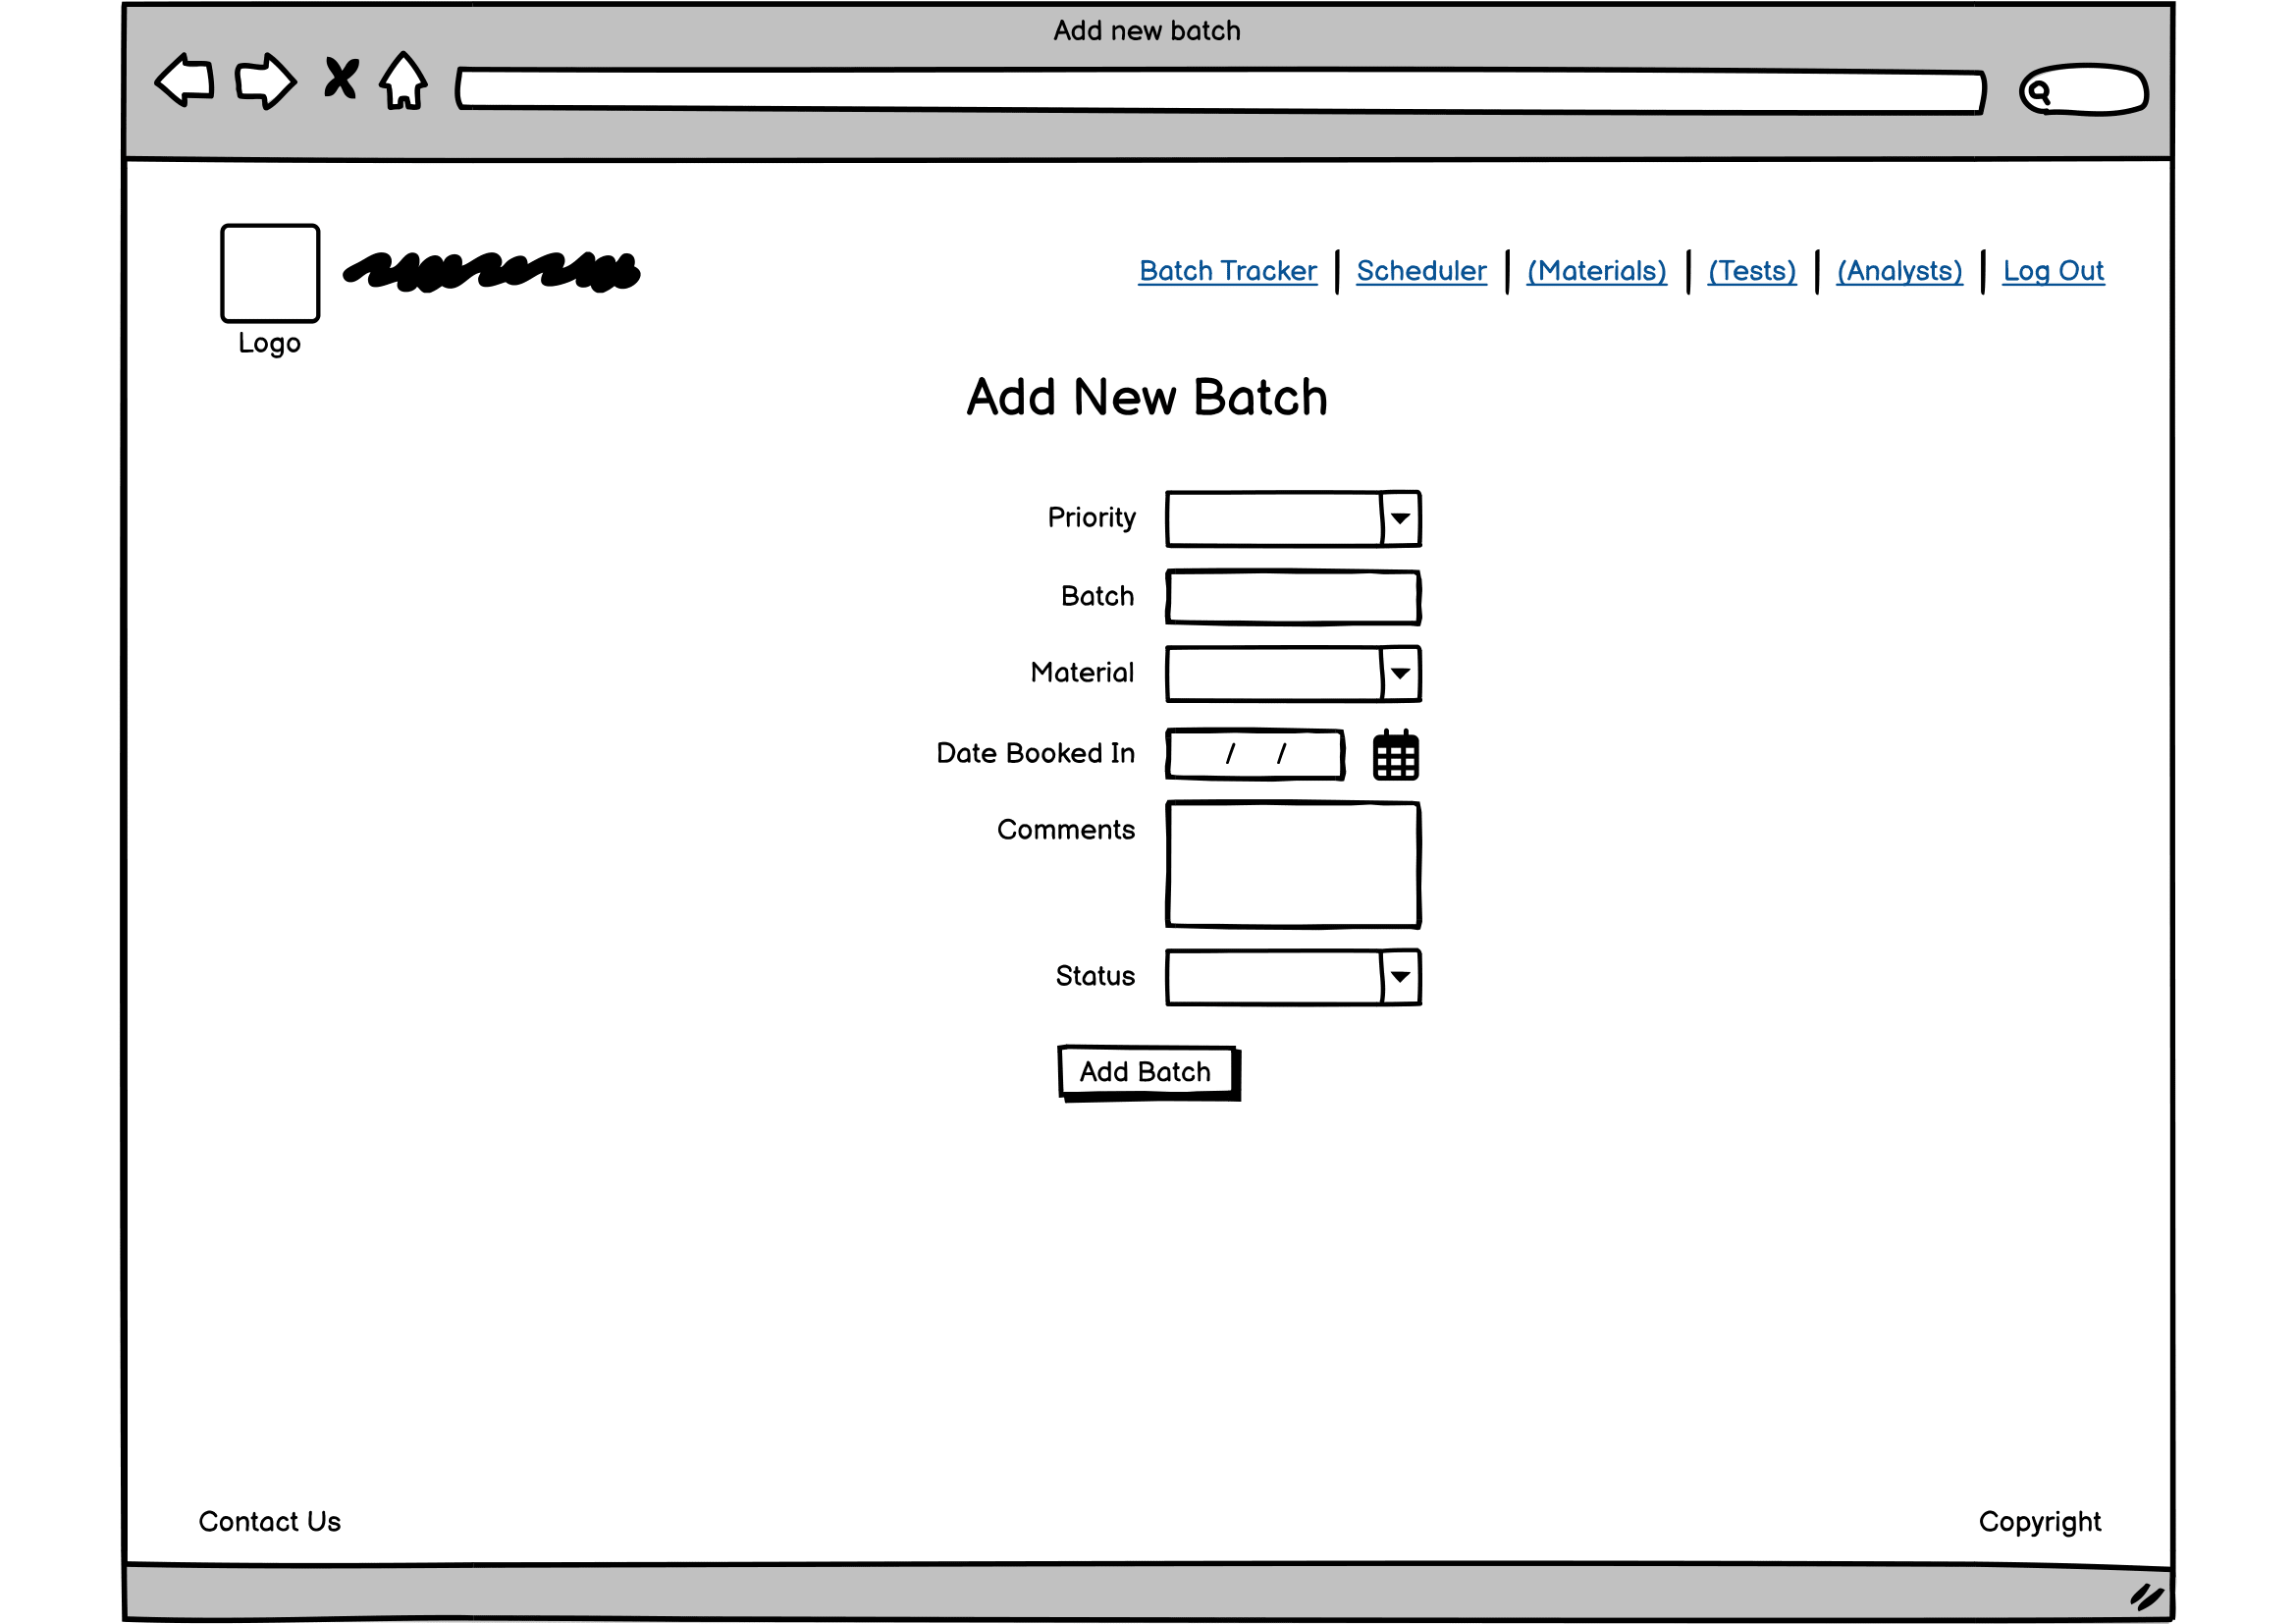 Add new batch
Batch Tracker | Scheduler | (Materials) | (Tests) | (Analysts) | Log Out
Logo
Add New Batch
Priority
Batch
Material
Date Booked In / /
Comments
Status
Add Batch
Contact Us
Copyright